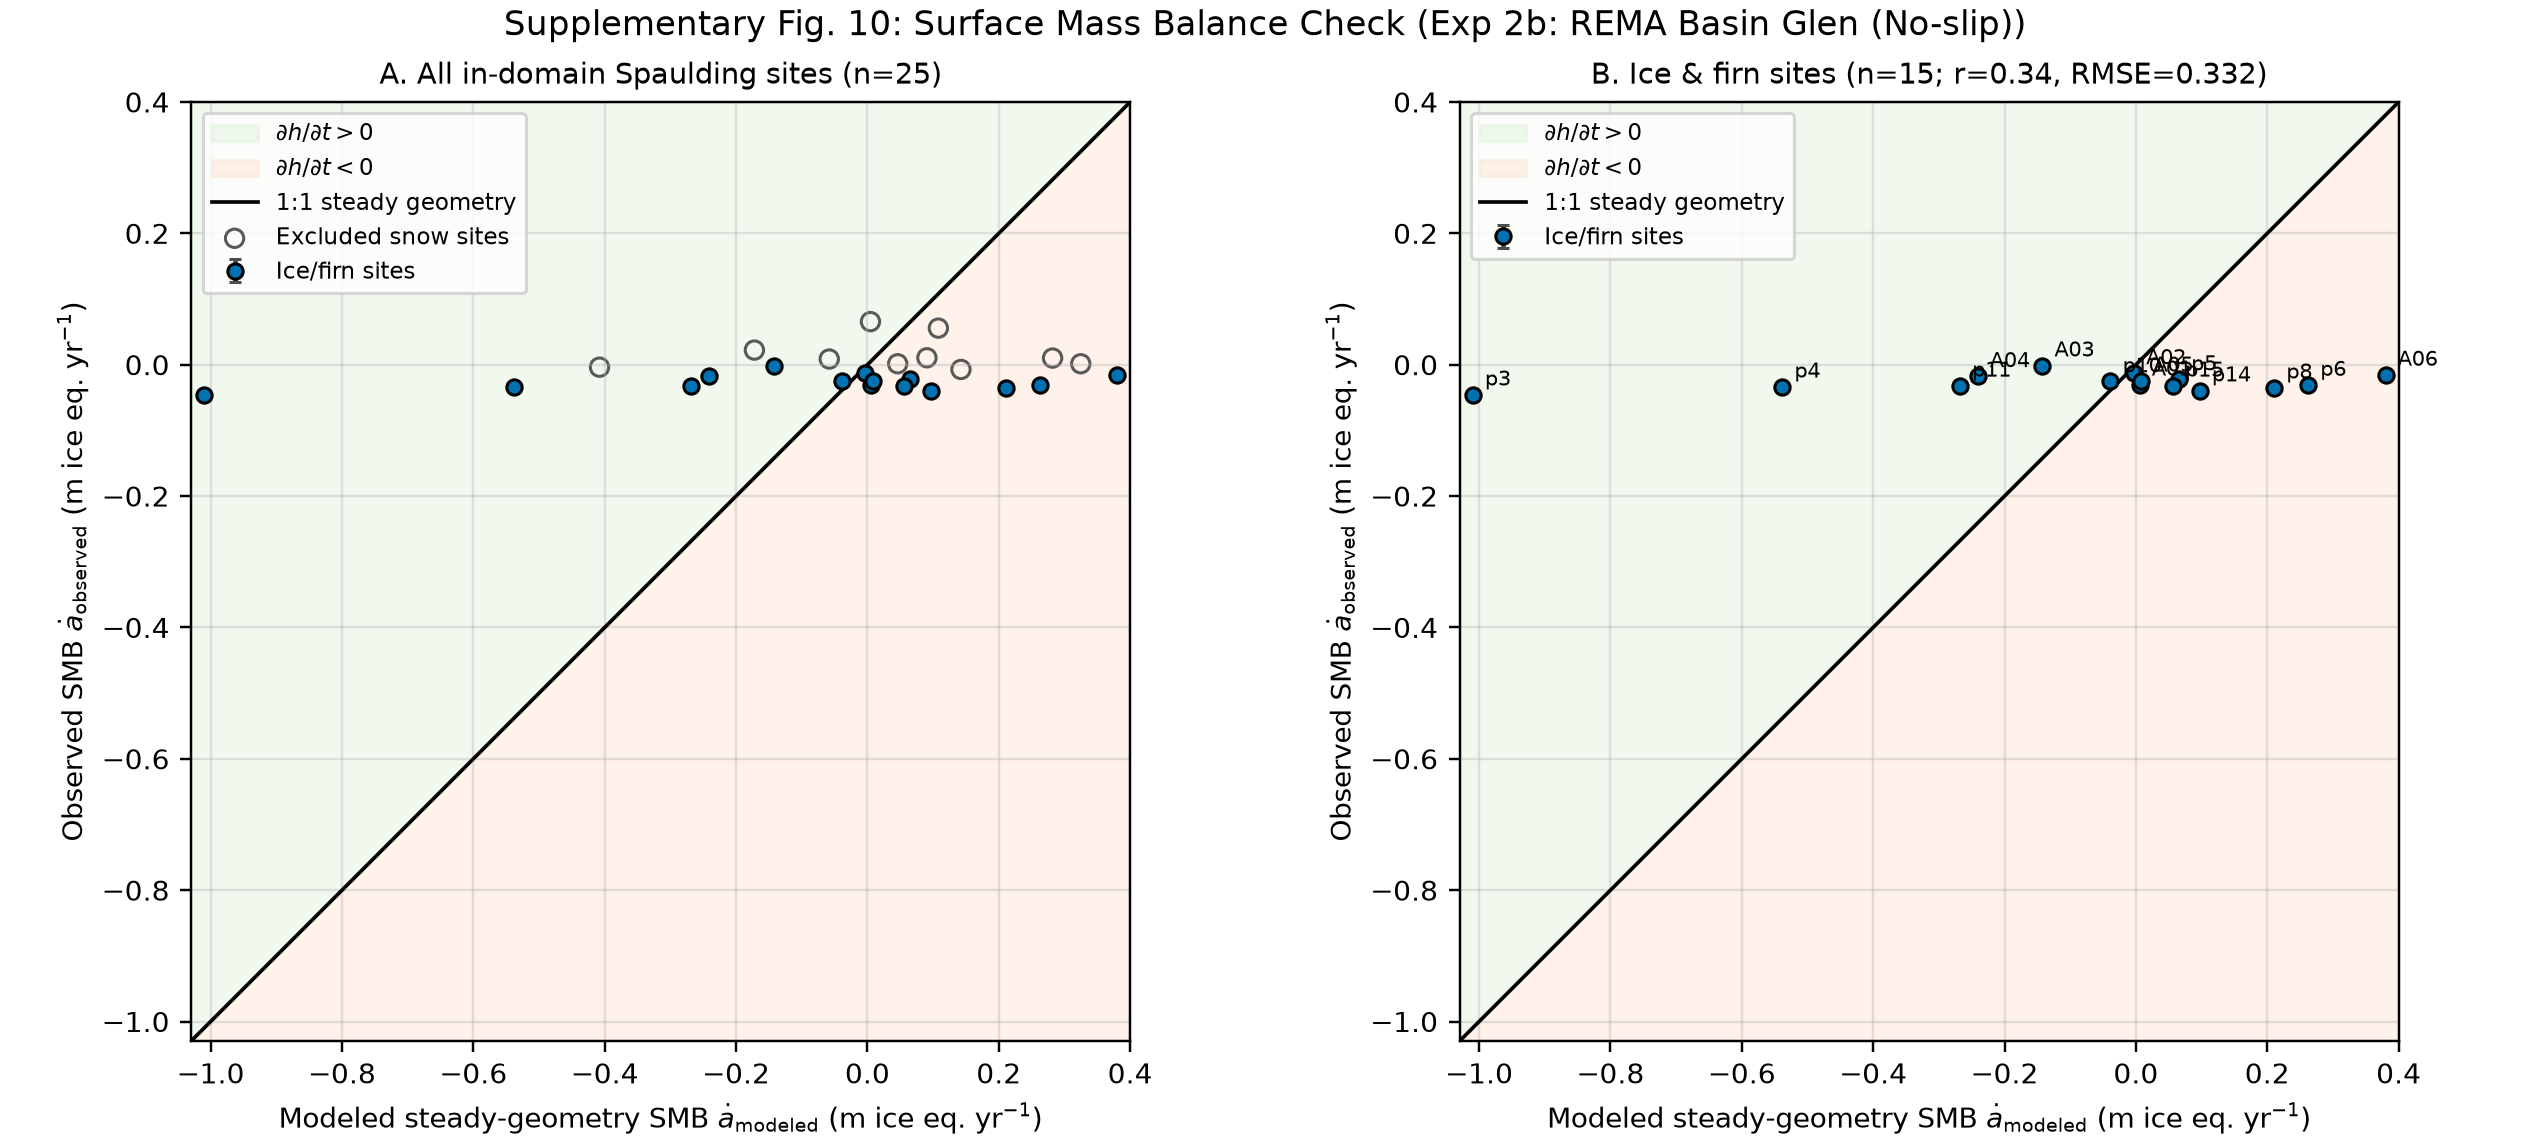 Supplementary Fig. 10: Surface Mass Balance Check (Exp 2b: REMA Basin Glen (No-slip))
A. All in-domain Spaulding sites (n=25)
∂h/∂t > 0
∂h/∂t < 0
1:1 steady geometry
Excluded snow sites
Ice/firn sites
0.4
0.2
0.0
−0.2
−0.4
−0.6
−0.8
−1.0
Observed SMB ȧ_observed (m ice eq. yr⁻¹)
−1.0 −0.8 −0.6 −0.4 −0.2 0.0 0.2 0.4
Modeled steady-geometry SMB ȧ_modeled (m ice eq. yr⁻¹)
B. Ice & firn sites (n=15; r=0.34, RMSE=0.332)
∂h/∂t > 0
∂h/∂t < 0
1:1 steady geometry
Ice/firn sites
0.4
0.2
0.0
−0.2
−0.4
−0.6
−0.8
−1.0
Observed SMB ȧ_observed (m ice eq. yr⁻¹)
p3
p4
p11
A04
A03
A02
p5
p14
p8
p6
A06
−1.0 −0.8 −0.6 −0.4 −0.2 0.0 0.2 0.4
Modeled steady-geometry SMB ȧ_modeled (m ice eq. yr⁻¹)